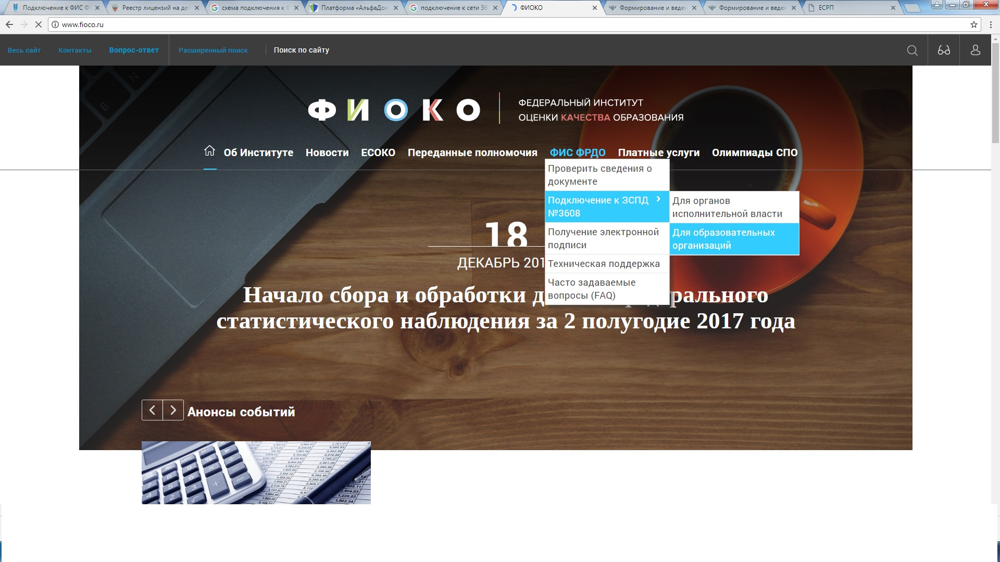 Подключение к ФИС Ф
Реестр лицензий на де
схема подключения к
Платформа «АльфаДок
подключение к сети 36
ФИОКО
Формирование и веден
Формирование и веден
ЕСРП
www.fioco.ru
Весь сайт
Контакты
Вопрос-ответ
Расширенный поиск
Поиск по сайту
ФИОКО
ФЕДЕРАЛЬНЫЙ ИНСТИТУТ
ОЦЕНКИ КАЧЕСТВА ОБРАЗОВАНИЯ
Об Институте
Новости
ЕСОКО
Переданные полномочия
ФИС ФРДО
Платные услуги
Олимпиады СПО
Проверить сведения о
документе
Подключение к ЗСПД
№3608
Для органов
исполнительной власти
Для образовательных
организаций
Получение электронной
подписи
Техническая поддержка
Часто задаваемые
вопросы (FAQ)
18
ДЕКАБРЬ 201
Начало сбора и обработки д
статистического наблюдения за 2 полугодие 2017 года
Анонсы событий